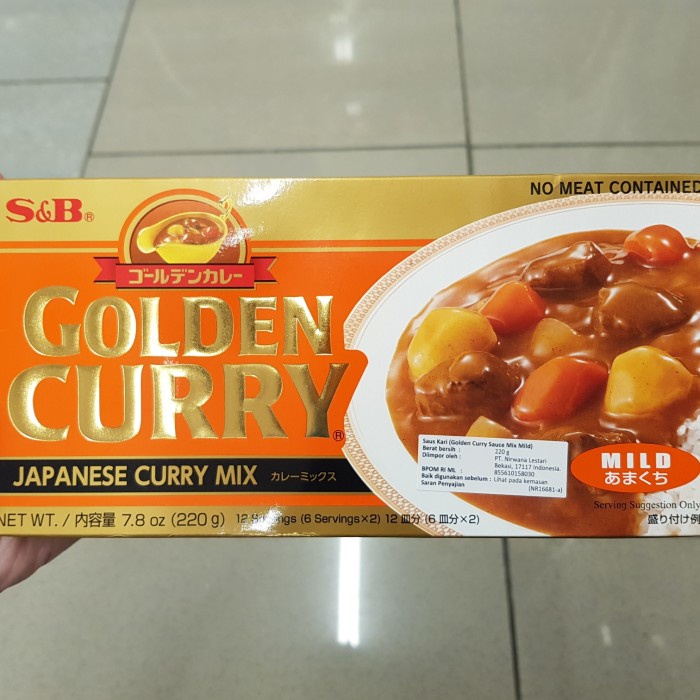 S&B®
NO MEAT CONTAINED
ゴールデンカレー
GOLDEN
CURRY®
JAPANESE CURRY MIX カレーミックス
NET WT. / 内容量 7.8 oz (220 g) 12 Servings (6 Servings×2) 12 皿分 (6 皿分×2)
Saus Kari (Golden Curry Sauce Mix Mild)
Berat bersih : 220 g
Diimpor oleh : PT. Nirwana Lestari
Bekasi, 17117 Indonesia.
BPOM RI ML : 855610158030
Baik digunakan sebelum : Lihat pada kemasan
Saran Penyajian (NR16681-a)
MILD
あまくち
Serving Suggestion Only
盛り付け例